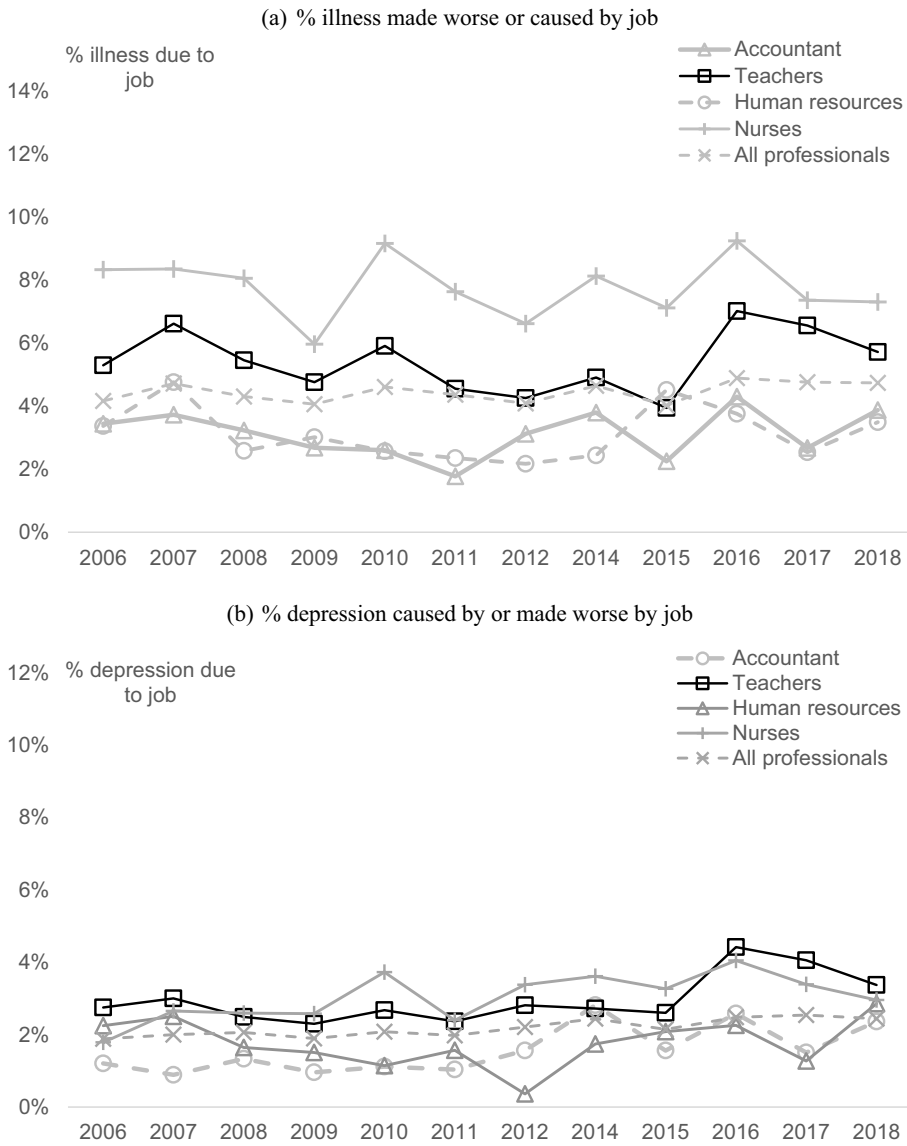 (a) % illness made worse or caused by job
% illness due to
job
Accountant
Teachers
Human resources
Nurses
All professionals
14%
12%
10%
8%
6%
4%
2%
0%
2006 2007 2008 2009 2010 2011 2012 2014 2015 2016 2017 2018
(b) % depression caused by or made worse by job
% depression due
to job
Accountant
Teachers
Human resources
Nurses
All professionals
12%
10%
8%
6%
4%
2%
0%
2006 2007 2008 2009 2010 2011 2012 2014 2015 2016 2017 2018